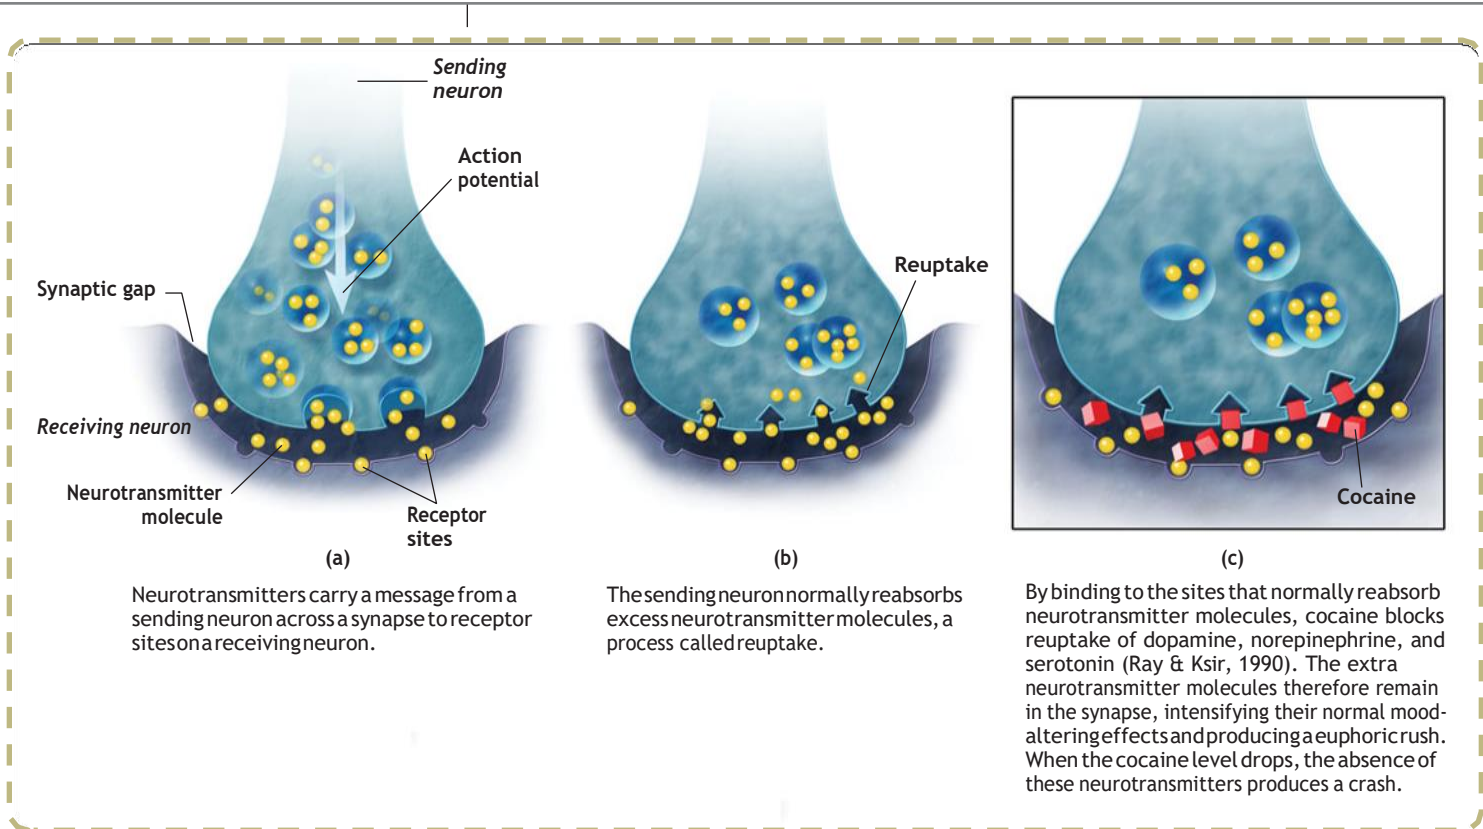 Sending
neuron
Action
potential
Synaptic gap
Receiving neuron
Neurotransmitter
molecule
Receptor
sites
(a)
Neurotransmitters carry a message from a
sending neuron across a synapse to receptor
sites on a receiving neuron.
Reuptake
(b)
The sending neuron normally reabsorbs
excess neurotransmitter molecules, a
process called reuptake.
Cocaine
(c)
By binding to the sites that normally reabsorb
neurotransmitter molecules, cocaine blocks
reuptake of dopamine, norepinephrine, and
serotonin (Ray & Ksir, 1990). The extra
neurotransmitter molecules therefore remain
in the synapse, intensifying their normal mood-
altering effects and producing a euphoric rush.
When the cocaine level drops, the absence of
these neurotransmitters produces a crash.